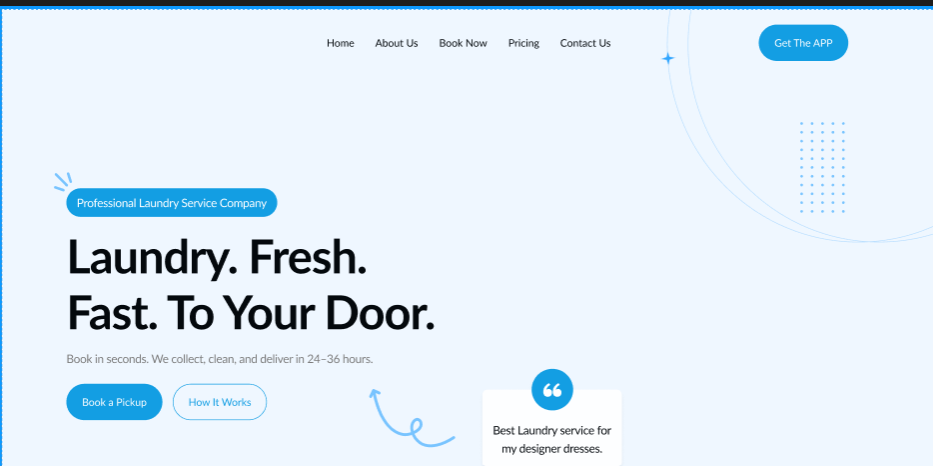 Home About Us Book Now Pricing Contact Us Get The APP
Professional Laundry Service Company
Laundry. Fresh.
Fast. To Your Door.
Book in seconds. We collect, clean, and deliver in 24–36 hours.
Book a Pickup How It Works
Best Laundry service for
my designer dresses.